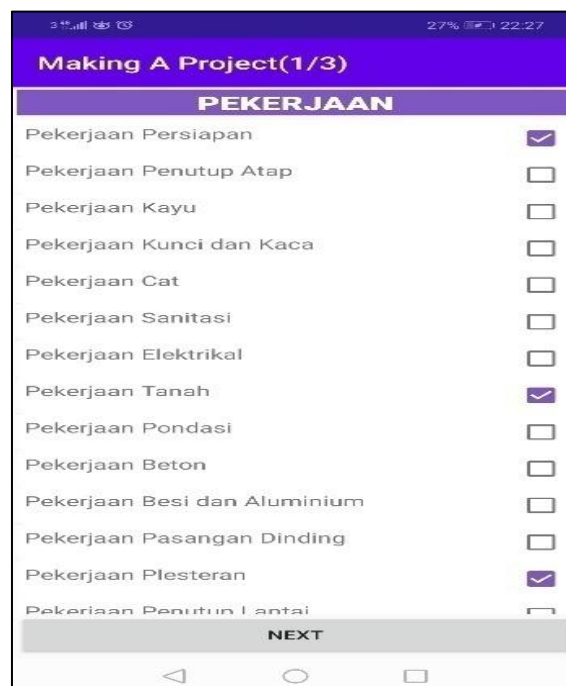 27% 22:27
Making A Project(1/3)
PEKERJAAN
Pekerjaan Persiapan
Pekerjaan Penutup Atap
Pekerjaan Kayu
Pekerjaan Kunci dan Kaca
Pekerjaan Cat
Pekerjaan Sanitasi
Pekerjaan Elektrikal
Pekerjaan Tanah
Pekerjaan Pondasi
Pekerjaan Beton
Pekerjaan Besi dan Aluminium
Pekerjaan Pasangan Dinding
Pekerjaan Plesteran
Pekerjaan Penutup Lantai
NEXT